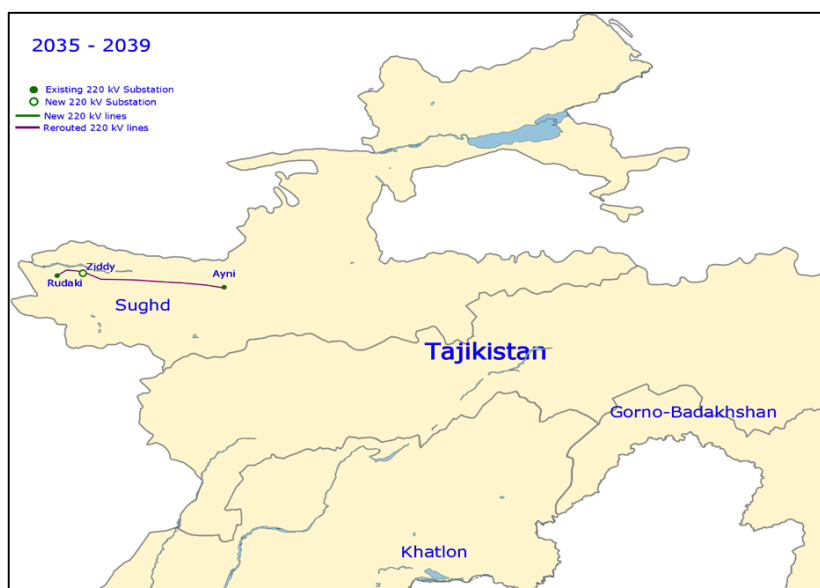 2035 - 2039
Existing 220 kV Substation
New 220 kV Substation
New 220 kV lines
Rerouted 220 kV lines
Ziddy
Rudaki
Ayni
Sughd
Tajikistan
Gorno-Badakhshan
Khatlon